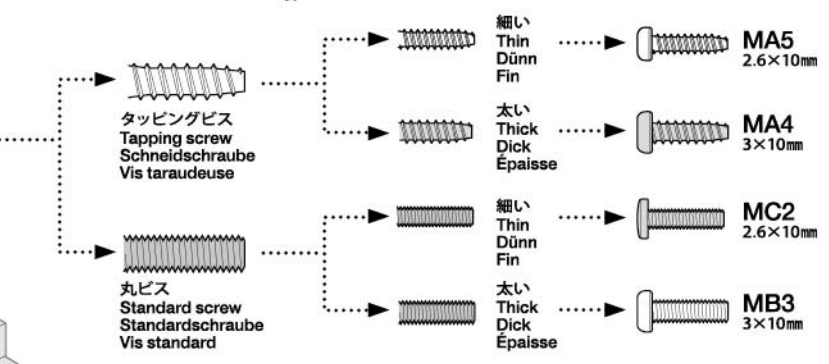 細い
Thin
Dünn
Fin
MA5
2.6×10㎜
タッピングビス
Tapping screw
Schneidschraube
Vis taraudeuse
太い
Thick
Dick
Épaisse
MA4
3×10㎜
細い
Thin
Dünn
Fin
MC2
2.6×10㎜
丸ビス
Standard screw
Standardschraube
Vis standard
太い
Thick
Dick
Épaisse
MB3
3×10㎜